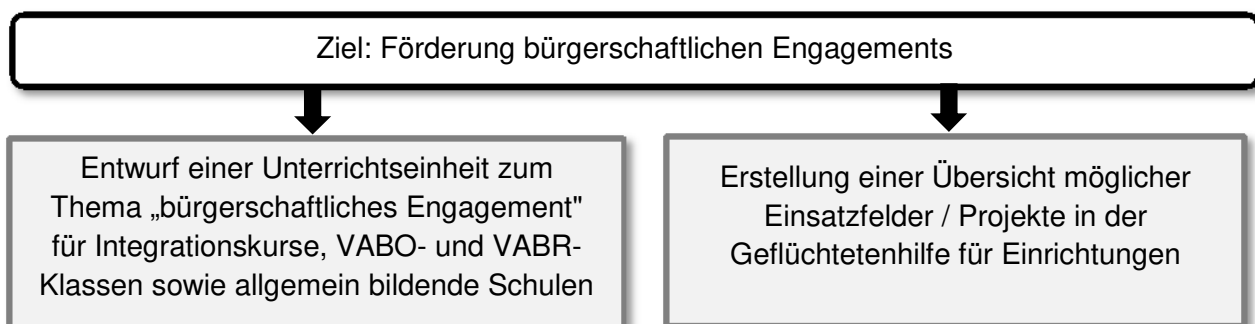 Ziel: Förderung bürgerschaftlichen Engagements
Entwurf einer Unterrichtseinheit zum
Thema „bürgerschaftliches Engagement"
für Integrationskurse, VABO- und VABR-
Klassen sowie allgemein bildende Schulen
Erstellung einer Übersicht möglicher
Einsatzfelder / Projekte in der
Geflüchtetenhilfe für Einrichtungen